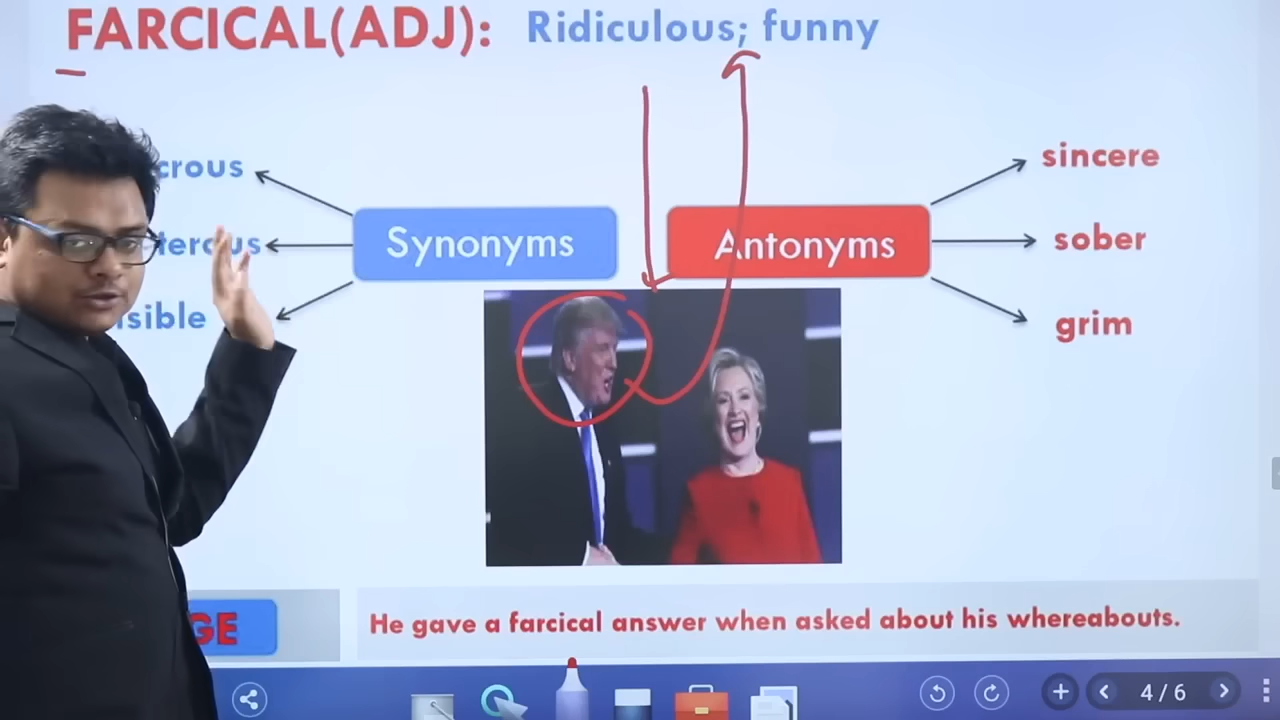 FARCICAL(ADJ): Ridiculous; funny
crous
Synonyms
Antonyms
sincere
terous
sober
sible
grim
GE
He gave a farcical answer when asked about his whereabouts.
4 / 6